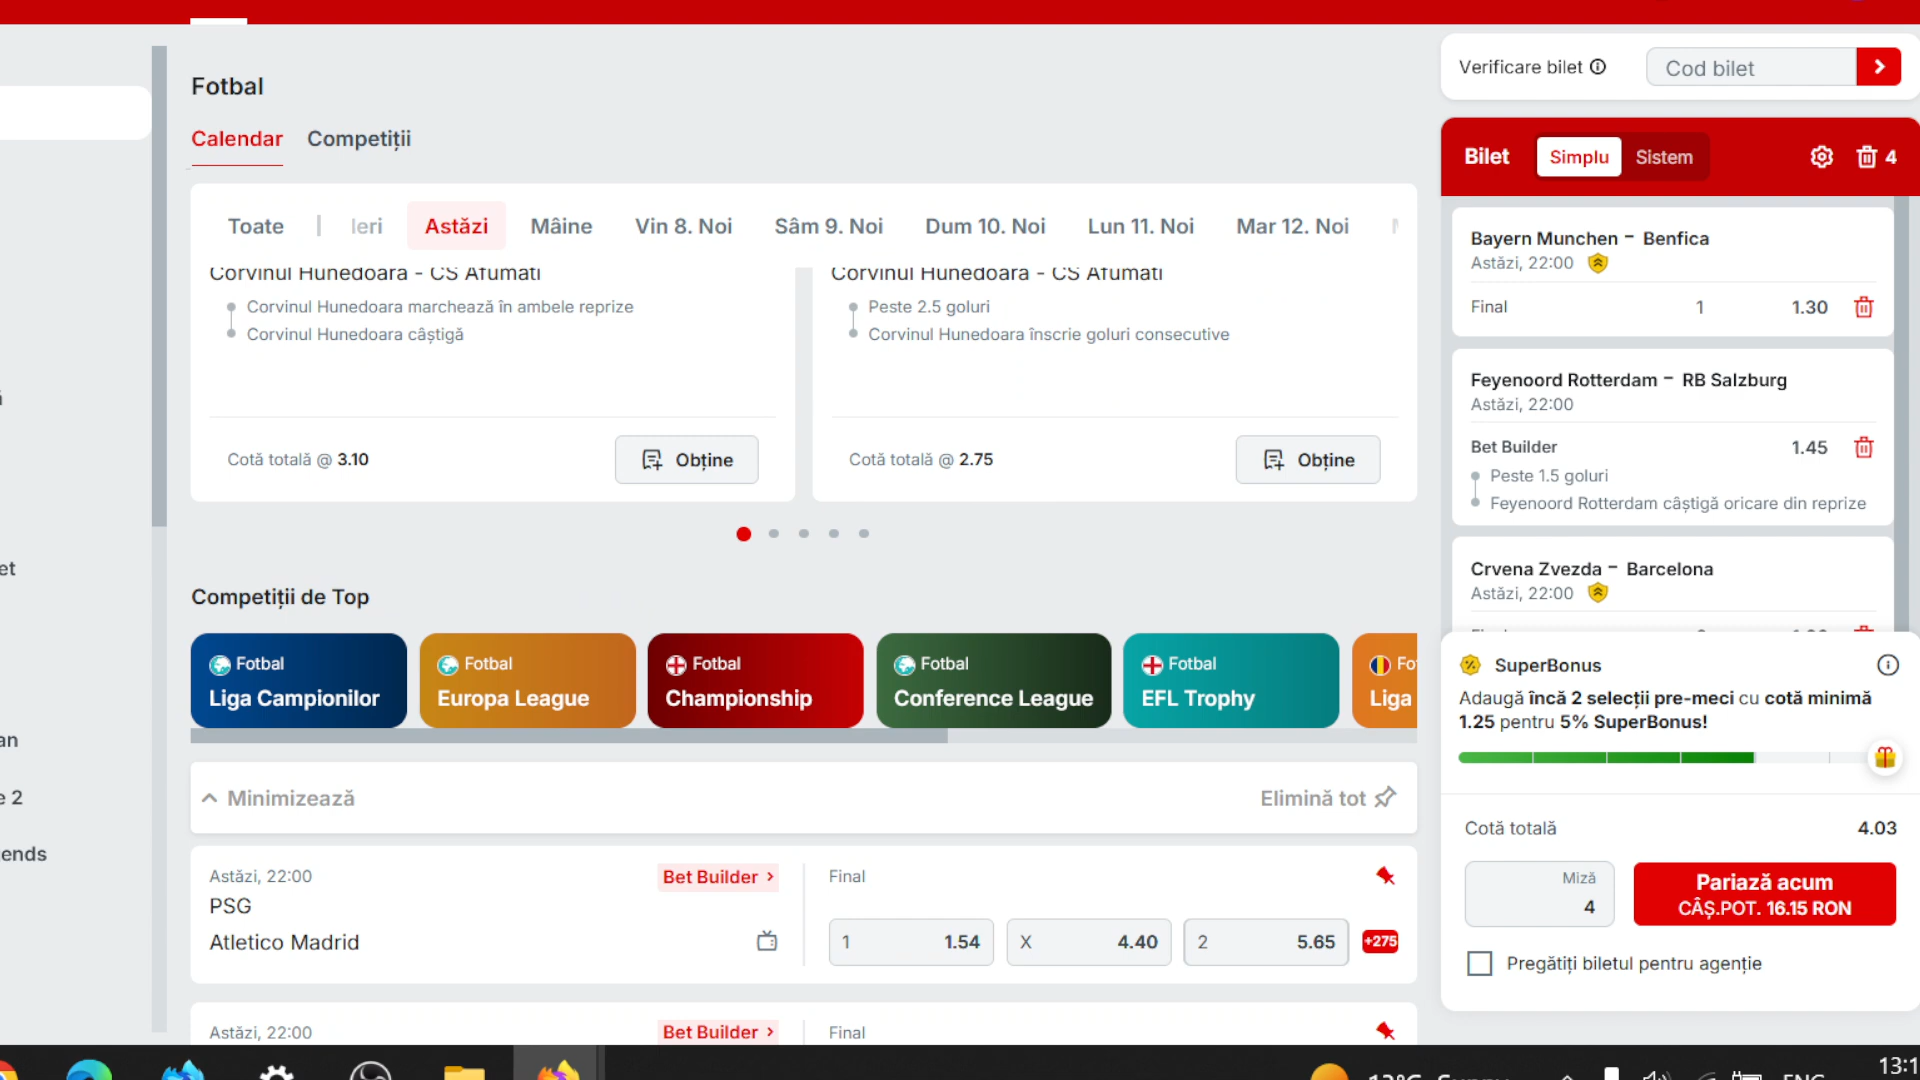 Fotbal
Calendar Competiții
Toate | Ieri Astăzi Mâine Vin 8. Noi Sâm 9. Noi Dum 10. Noi Lun 11. Noi Mar 12. Noi
Corvinul Hunedoara - CS Afumati
Corvinul Hunedoara marchează în ambele reprize
Corvinul Hunedoara câștigă
Cotă totală @ 3.10
Obține
Corvinul Hunedoara - CS Afumati
Peste 2.5 goluri
Corvinul Hunedoara înscrie goluri consecutive
Cotă totală @ 2.75
Obține
Competiții de Top
Fotbal
Liga Campionilor
Fotbal
Europa League
Fotbal
Championship
Fotbal
Conference League
Fotbal
EFL Trophy
Fo
Liga
Minimizează
Elimină tot
Astăzi, 22:00
Bet Builder
Final
PSG
Atletico Madrid
1 1.54
X 4.40
2 5.65
+275
Astăzi, 22:00
Bet Builder
Final
et
an
e 2
ends
Verificare bilet
Cod bilet
Bilet
Simplu
Sistem
4
Bayern Munchen – Benfica
Astăzi, 22:00
Final 1 1.30
Feyenoord Rotterdam – RB Salzburg
Astăzi, 22:00
Bet Builder 1.45
Peste 1.5 goluri
Feyenoord Rotterdam câștigă oricare din reprize
Crvena Zvezda – Barcelona
Astăzi, 22:00
SuperBonus
Adaugă încă 2 selecții pre-meci cu cotă minimă
1.25 pentru 5% SuperBonus!
Cotă totală 4.03
Miză
4
Pariază acum
CÂȘ.POT. 16.15 RON
Pregătiți biletul pentru agenție
13:1